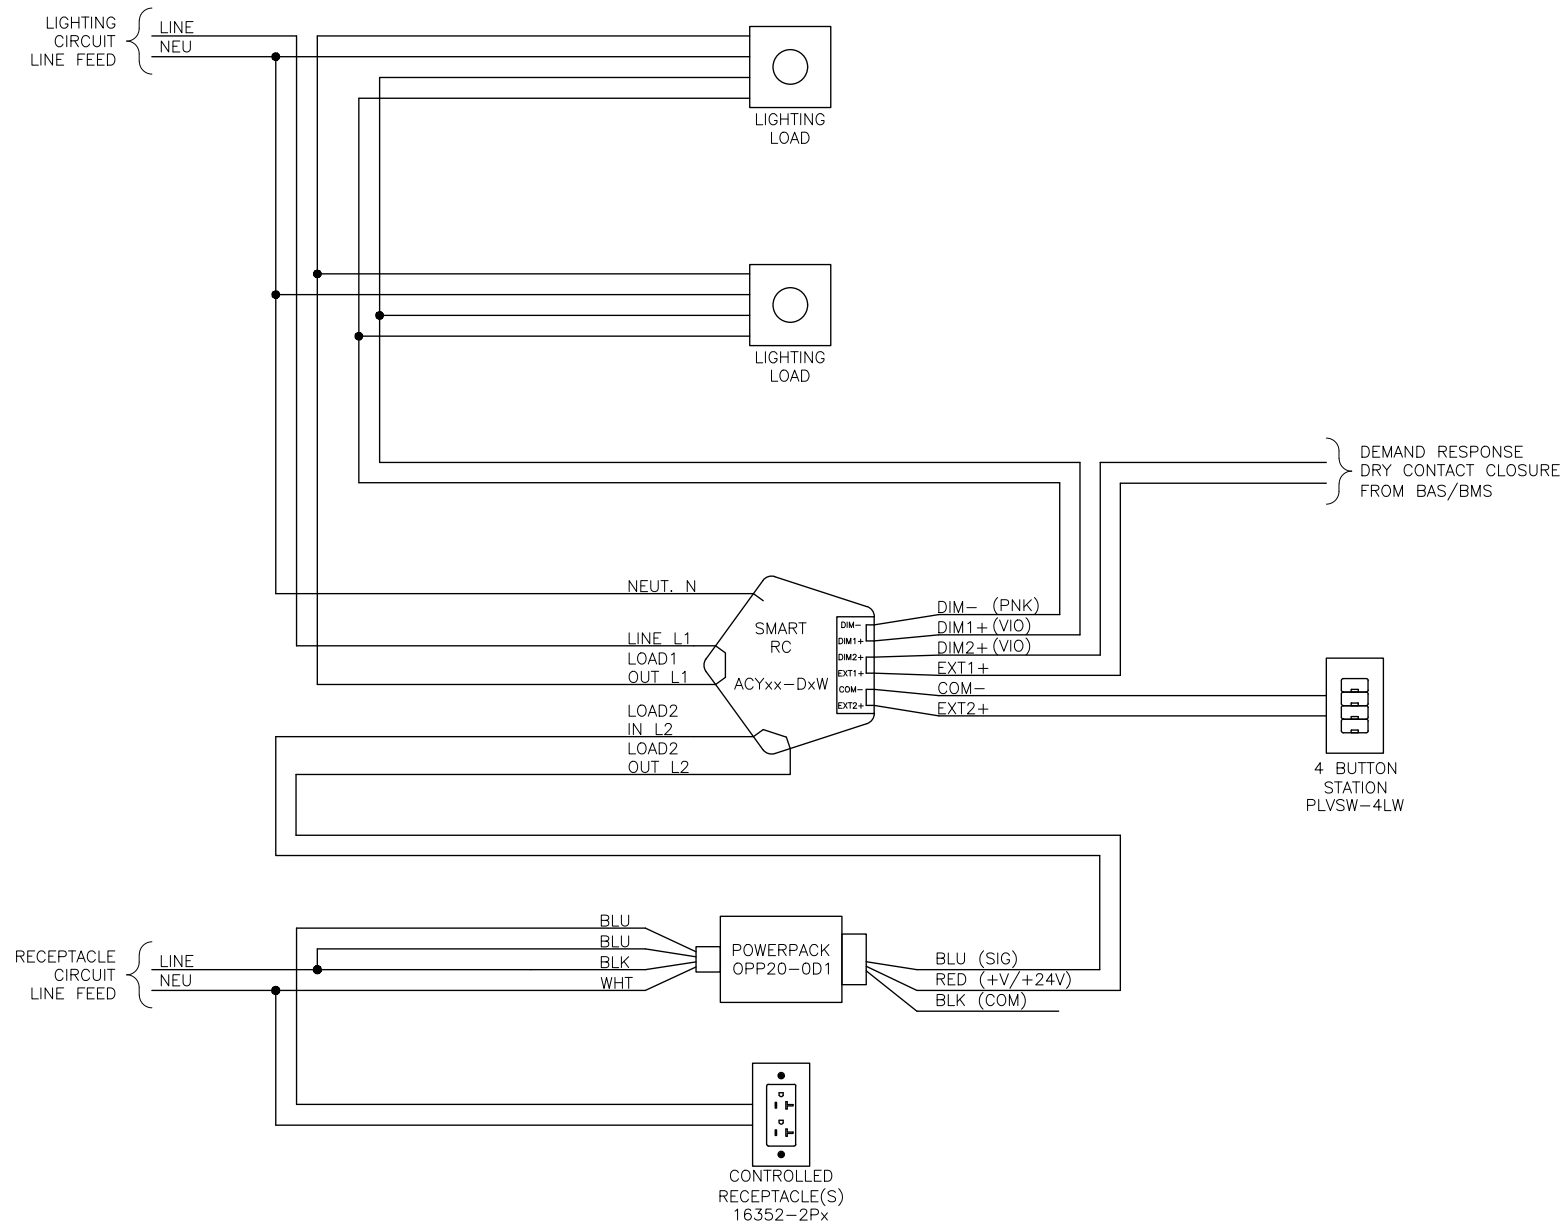 LIGHTING
CIRCUIT
LINE FEED
LINE
NEU
LIGHTING
LOAD
LIGHTING
LOAD
DEMAND RESPONSE
DRY CONTACT CLOSURE
FROM BAS/BMS
NEUT. N
LINE L1
LOAD1
OUT L1
LOAD2
IN L2
LOAD2
OUT L2
SMART
RC
ACYxx-DxW
DIM-
DIM1+
DIM2+
EXT1+
COM-
EXT2+
DIM- (PNK)
DIM1+ (VIO)
DIM2+ (VIO)
EXT1+
COM-
EXT2+
4 BUTTON
STATION
PLVSW-4LW
RECEPTACLE
CIRCUIT
LINE FEED
LINE
NEU
BLU
BLU
BLK
WHT
POWERPACK
OPP20-0D1
BLU (SIG)
RED (+V/+24V)
BLK (COM)
CONTROLLED
RECEPTACLE(S)
16352-2Px